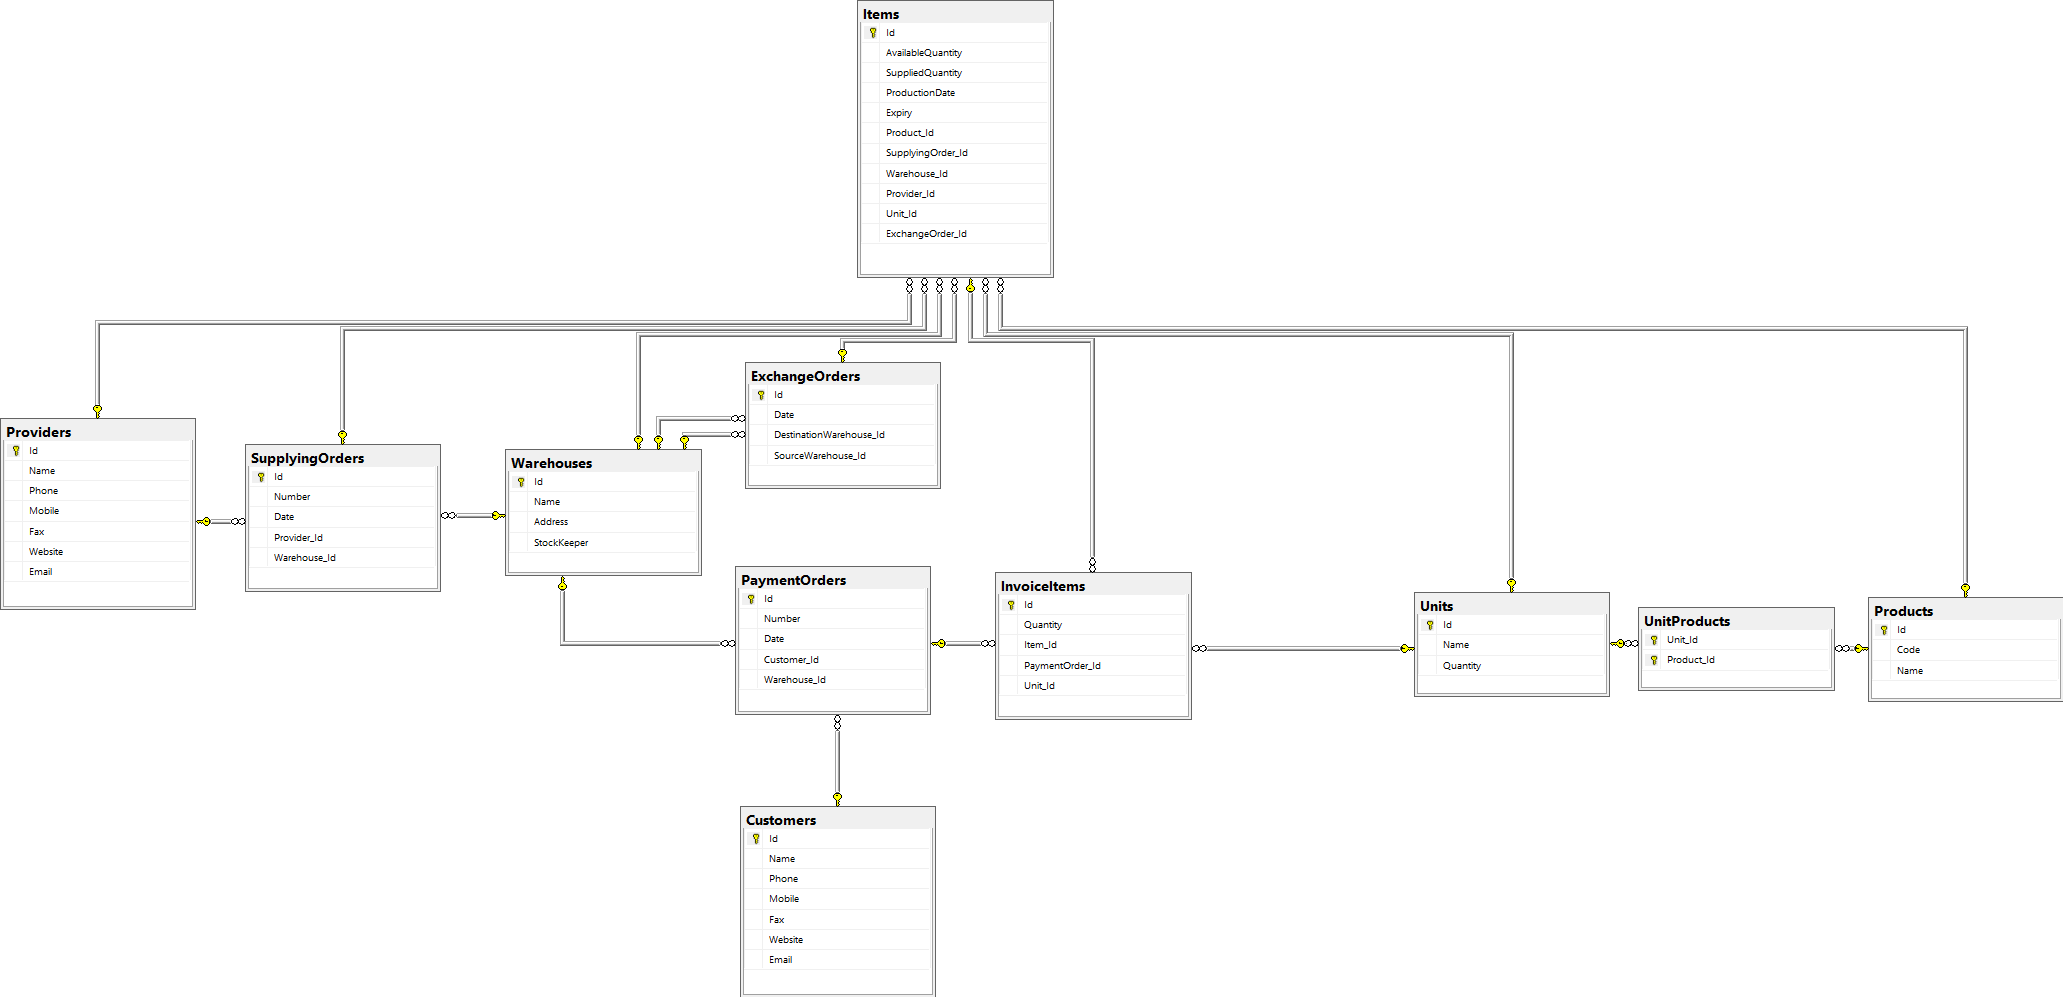 Items
Id
AvailableQuantity
SuppliedQuantity
ProductionDate
Expiry
Product_Id
SupplyingOrder_Id
Warehouse_Id
Provider_Id
Unit_Id
ExchangeOrder_Id
Providers
Id
Name
Phone
Mobile
Fax
Website
Email
SupplyingOrders
Id
Number
Date
Provider_Id
Warehouse_Id
Warehouses
Id
Name
Address
StockKeeper
ExchangeOrders
Id
Date
DestinationWarehouse_Id
SourceWarehouse_Id
PaymentOrders
Id
Number
Date
Customer_Id
Warehouse_Id
InvoiceItems
Id
Quantity
Item_Id
PaymentOrder_Id
Unit_Id
Units
Id
Name
Quantity
UnitProducts
Unit_Id
Product_Id
Products
Id
Code
Name
Customers
Id
Name
Phone
Mobile
Fax
Website
Email